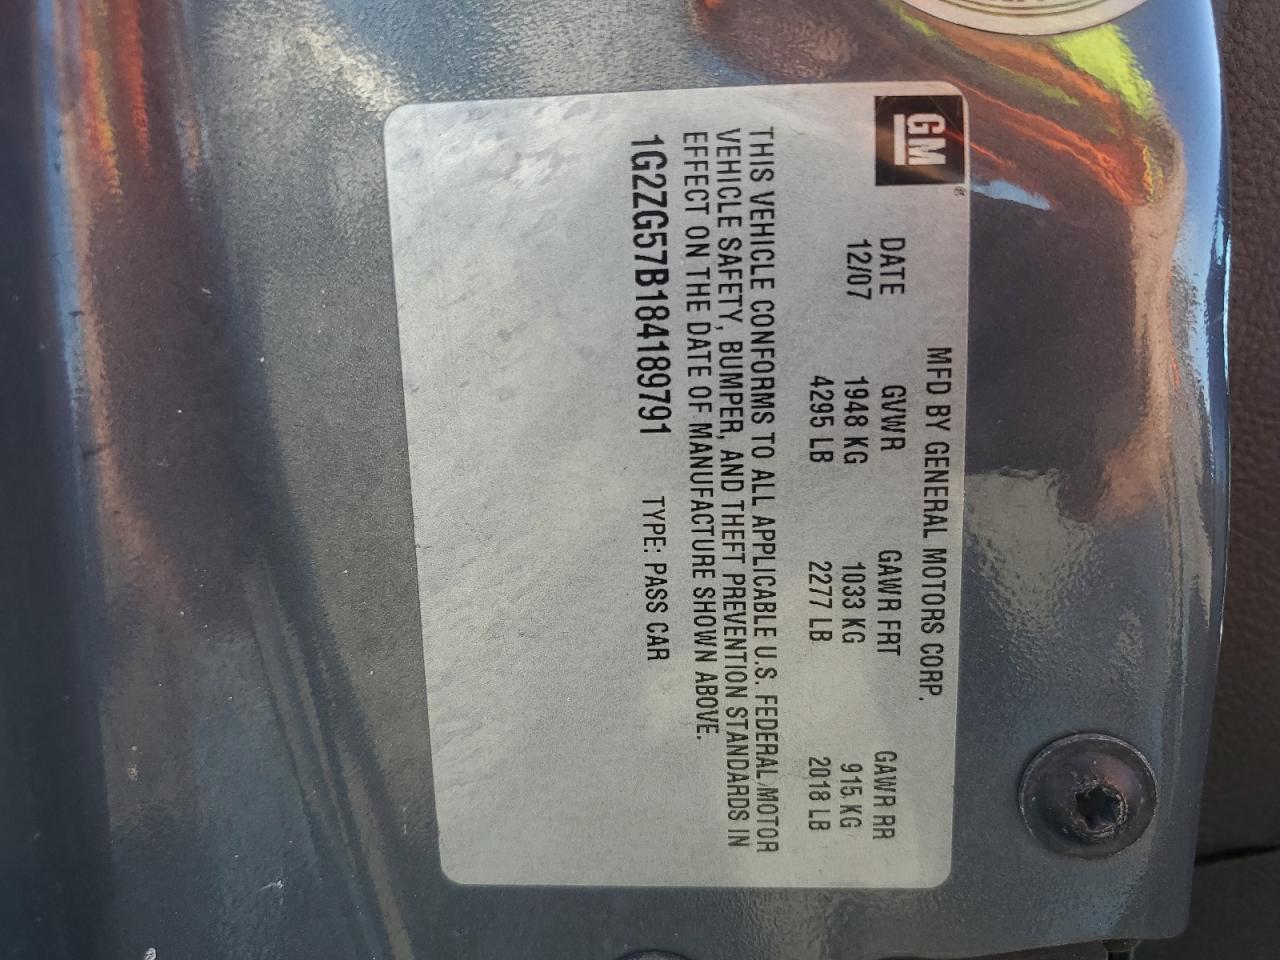 GM
MFD BY GENERAL MOTORS CORP.
DATE GVWR GAWR FRT GAWR RR
12/07 1948 KG 1033 KG 915 KG
4295 LB 2277 LB 2018 LB
THIS VEHICLE CONFORMS TO ALL APPLICABLE U.S. FEDERAL MOTOR
VEHICLE SAFETY, BUMPER, AND THEFT PREVENTION STANDARDS IN
EFFECT ON THE DATE OF MANUFACTURE SHOWN ABOVE.
1G2ZG57B184189791 TYPE: PASS CAR